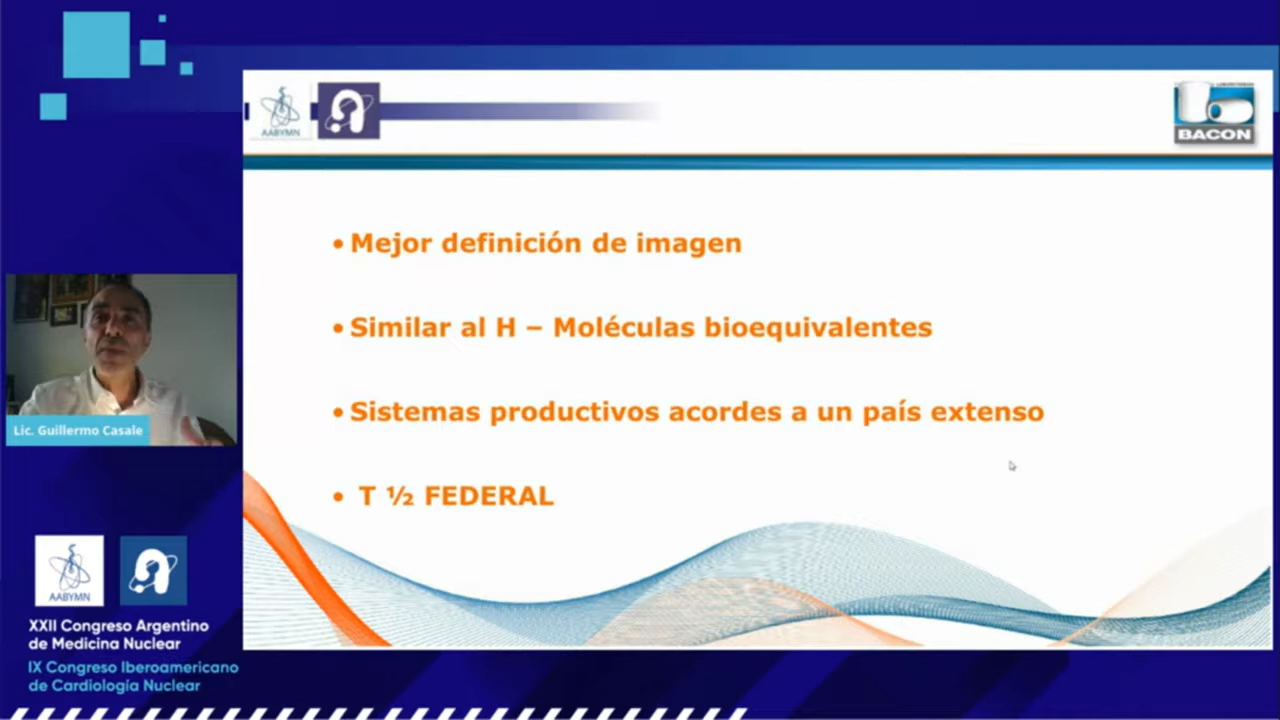 AABYMN
BACON
• Mejor definición de imagen
• Similar al H – Moléculas bioequivalentes
• Sistemas productivos acordes a un país extenso
• T ½ FEDERAL
Lic. Guillermo Casale
AABYMN
XXII Congreso Argentino
de Medicina Nuclear
IX Congreso Iberoamericano
de Cardiología Nuclear